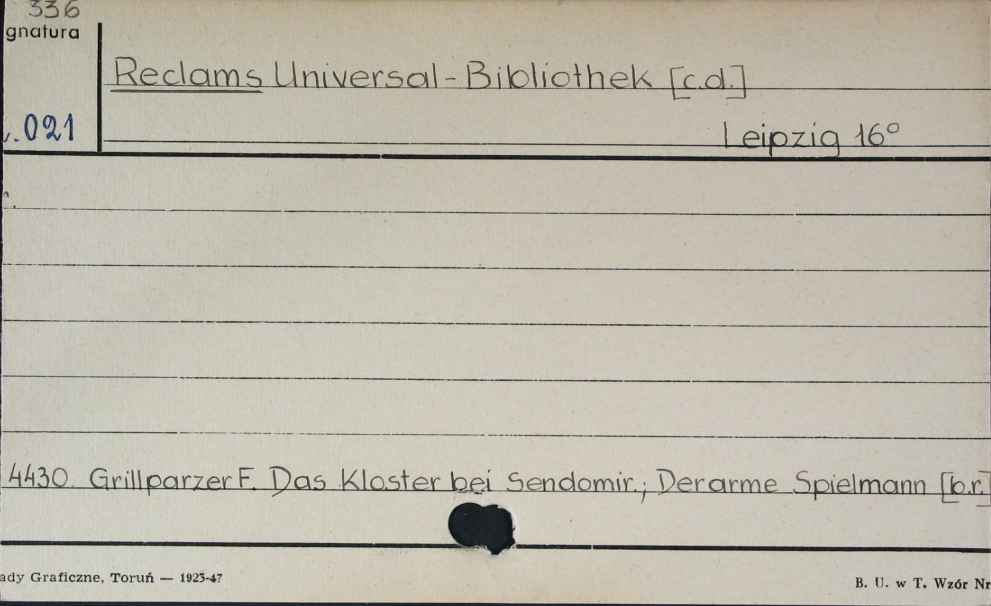 336
gnatura
Reclams Universal-Bibliothek [c.d.]
.021
Leipzig 16°
4430 Grillparzer F. Das Kloster bei Sendomir.; Der arme Spielmann [b.r.]
ady Graficzne, Toruń — 1925-47
B. U. w T. Wzór Nr